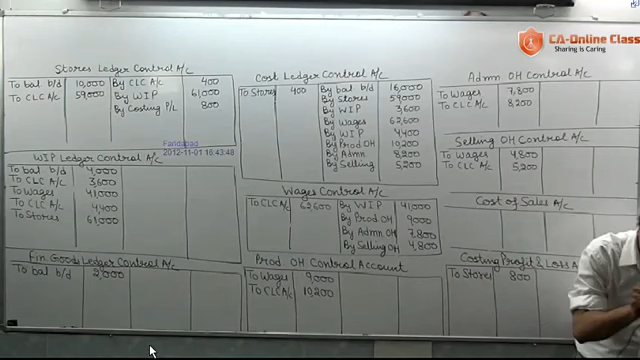 CA-Online Class
Sharing is Caring
Stores Ledger Control A/c
To bal b/d 10,000 By CLC A/c 400
To CLC A/c 59,000 By WIP 61,000
By Costing P/L 800
Cost Ledger Control A/c
To Stores 400 By bal b/d 16,000
By Stores 59,000
By WIP 3,600
By Wages 62,600
By WIP 4,400
By Prod OH 10,200
By Admn 8,200
By Selling 5,200
Admn OH Control A/c
To Wages 7,800
To CLC A/c 8,200
Faridabad
2012-11-01 16:43:48
WIP Ledger Control A/c
To bal b/d 4,000
To CLC A/c 3,600
To Wages 41,000
To CLC A/c 4,400
To Stores 61,000
Wages Control A/c
To CLC A/c 62,600 By WIP 41,000
By Prod. OH 9,000
By Admn OH 7,800
By Selling OH 4,800
Selling OH Control A/c
To Wages 4,800
To CLC A/c 5,200
Cost of Sales A/c
Fin. Goods Ledger Control A/c
To bal b/d 2,000
Prod. OH Control Account
To Wages 9,000
To CLC A/c 10,200
Costing Profit & Loss A/
To Stores 800